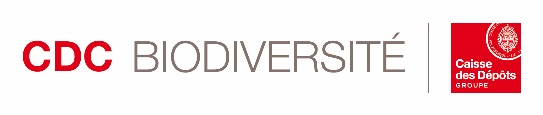 CDC BIODIVERSITÉ
Caisse
des Dépôts
GROUPE